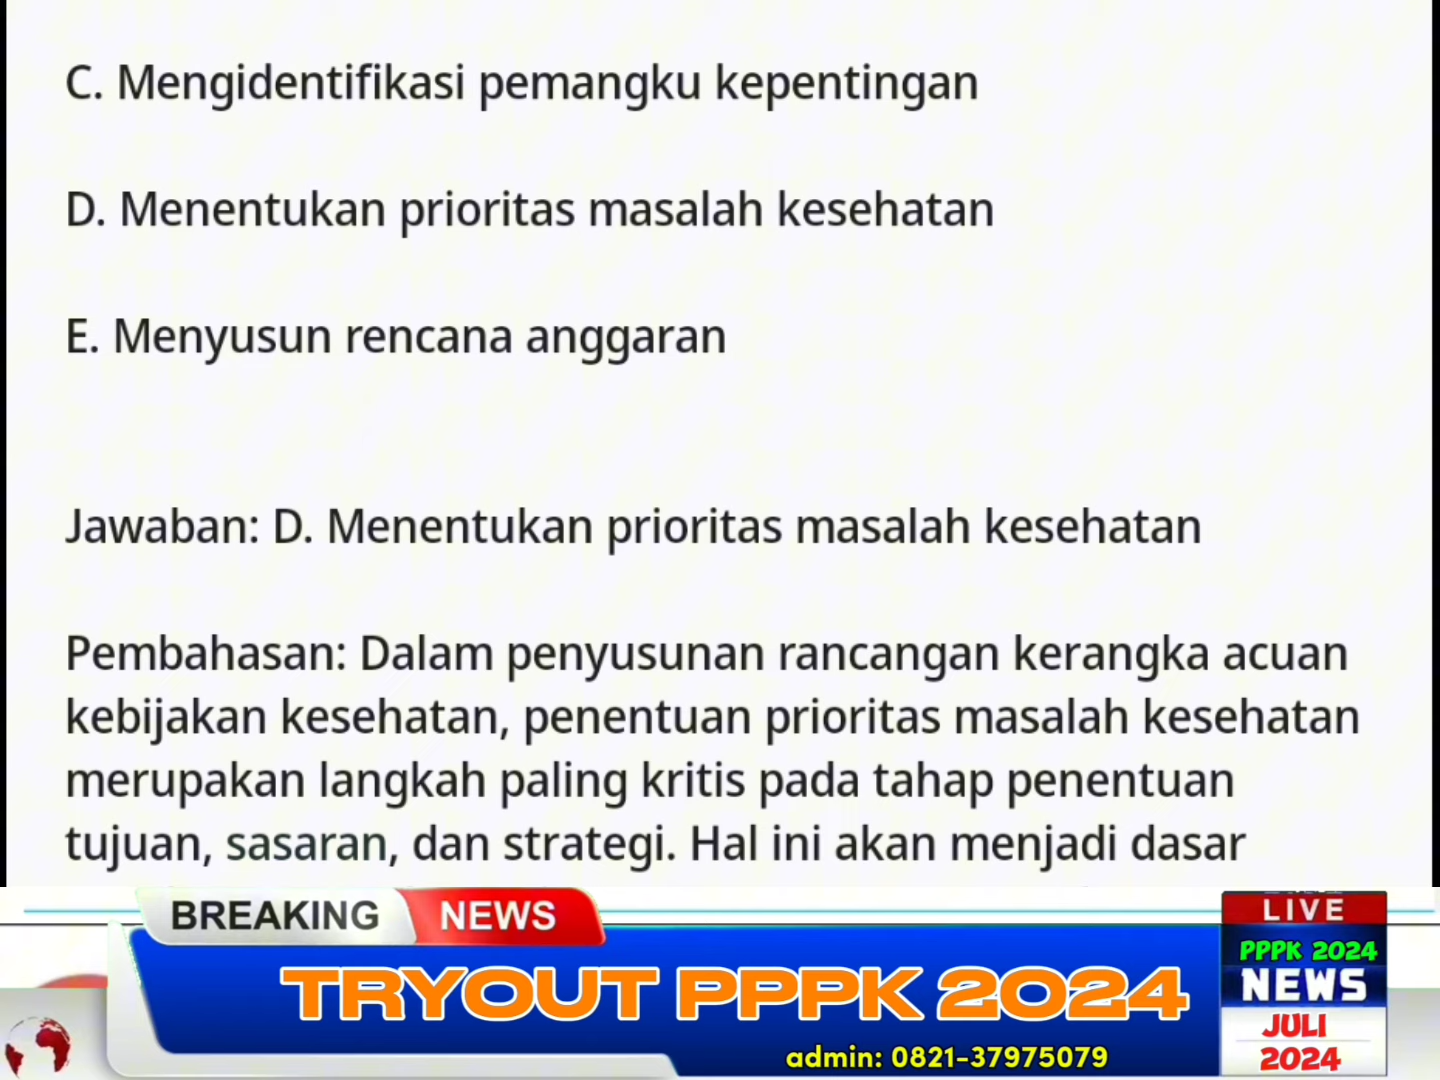 C. Mengidentifikasi pemangku kepentingan
D. Menentukan prioritas masalah kesehatan
E. Menyusun rencana anggaran
Jawaban: D. Menentukan prioritas masalah kesehatan
Pembahasan: Dalam penyusunan rancangan kerangka acuan
kebijakan kesehatan, penentuan prioritas masalah kesehatan
merupakan langkah paling kritis pada tahap penentuan
tujuan, sasaran, dan strategi. Hal ini akan menjadi dasar
BREAKING NEWS
TRYOUT PPPK 2024
admin: 0821-37975079
LIVE
PPPK 2024
NEWS
JULI
2024